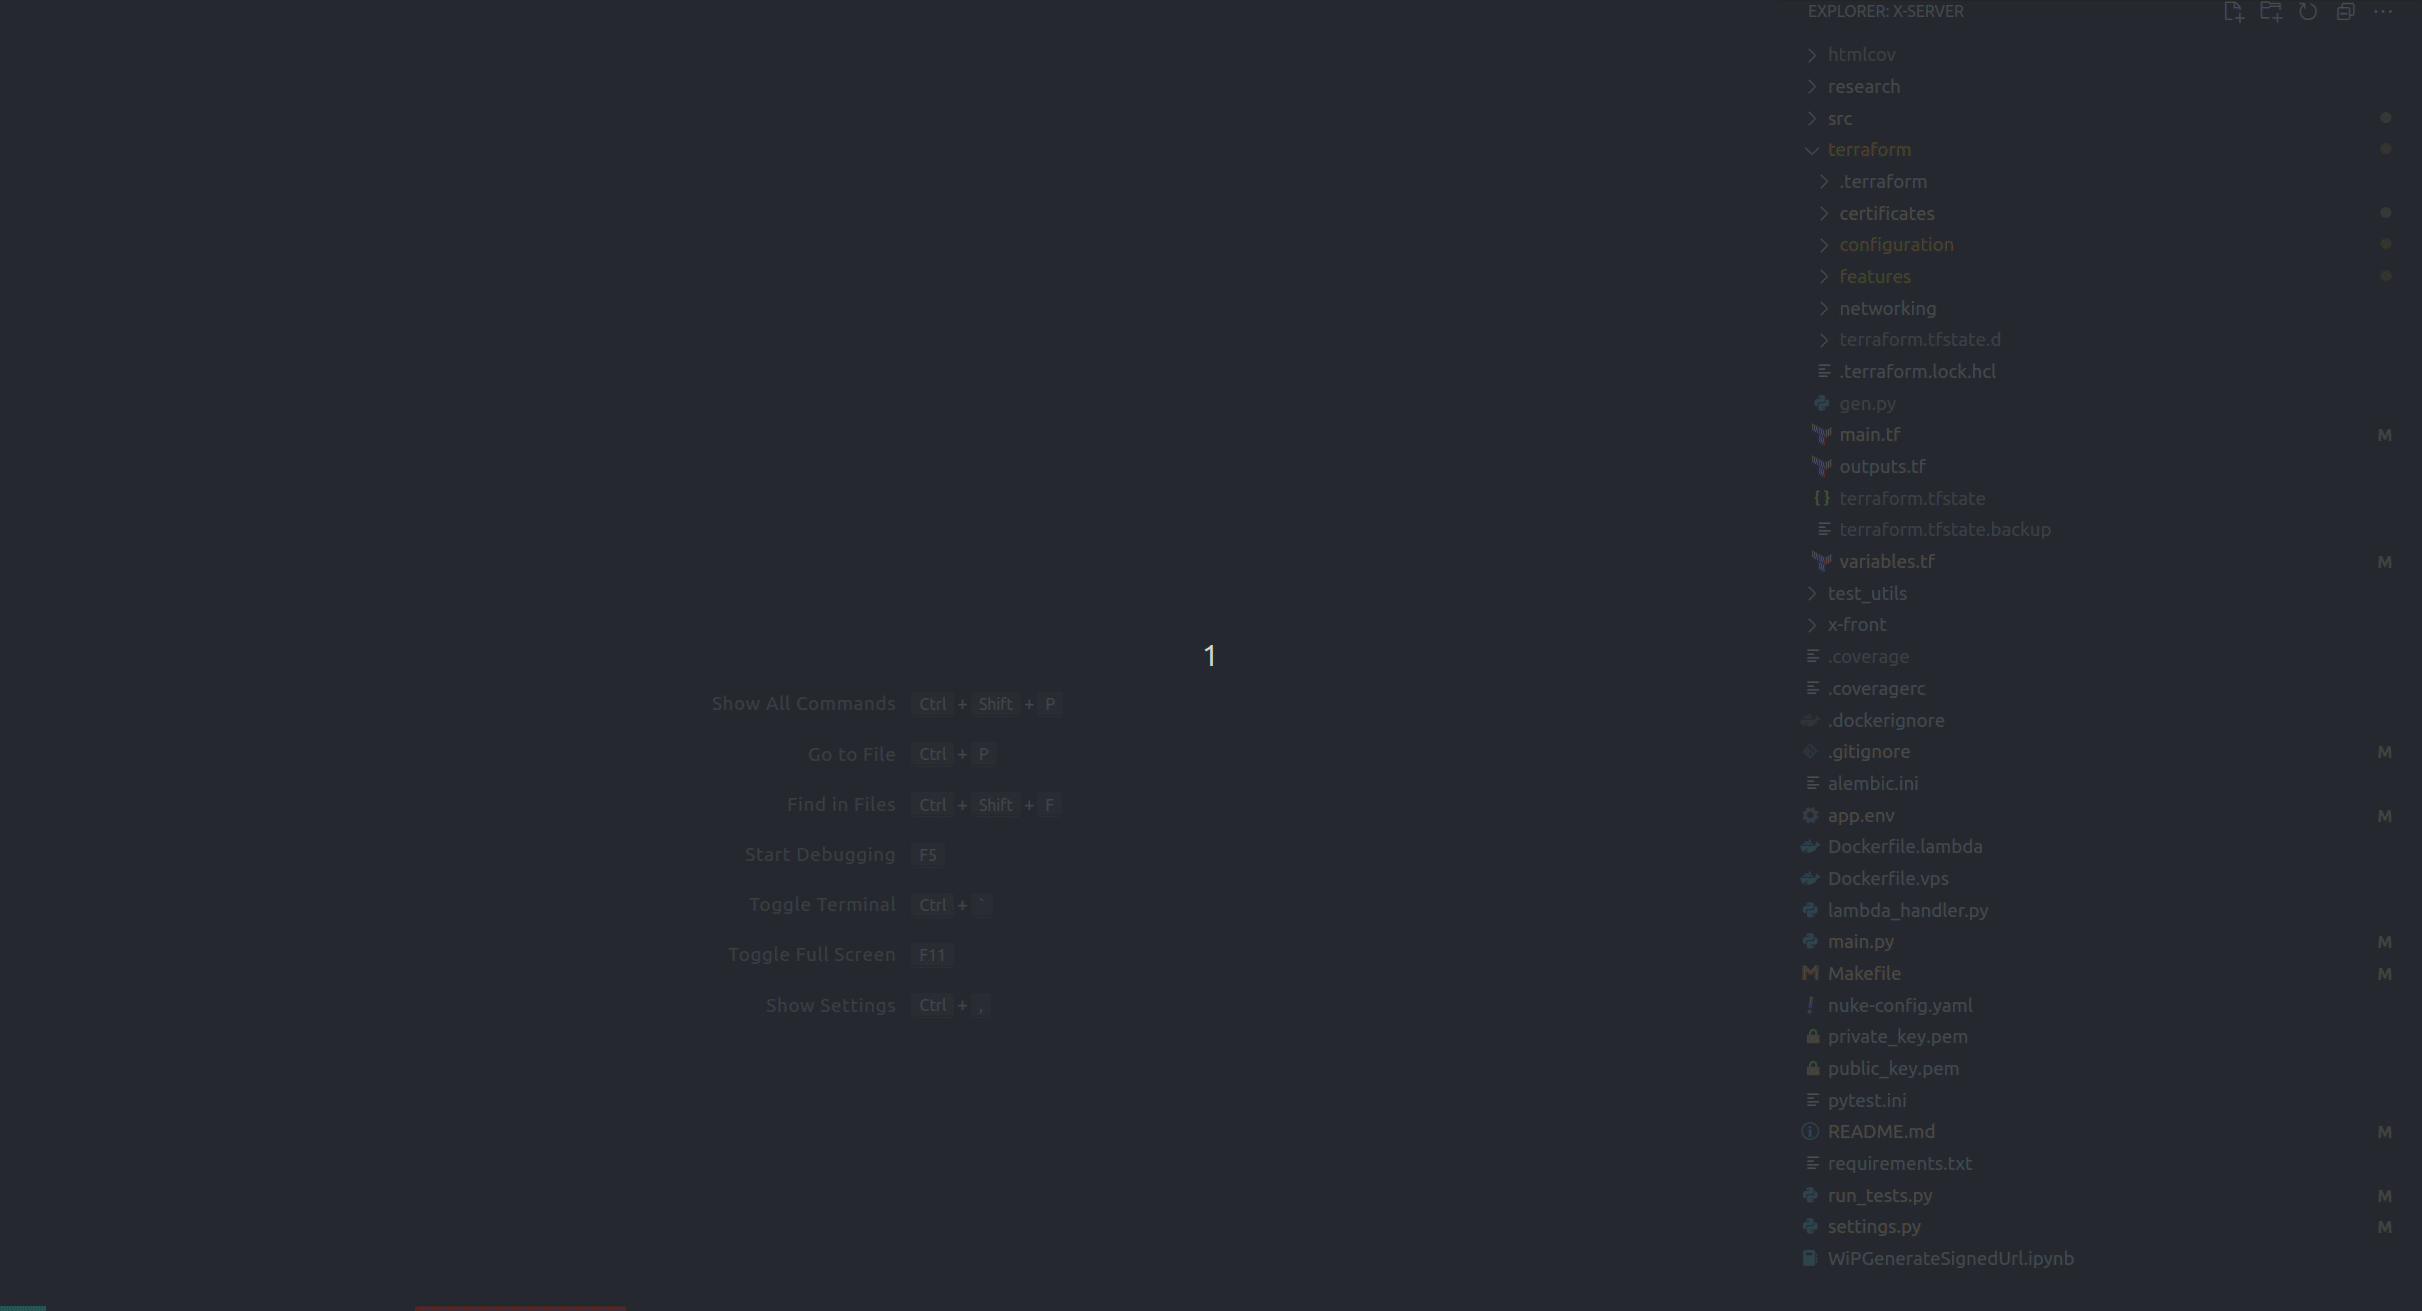 EXPLORER: X-SERVER
htmlcov
research
src
terraform
.terraform
certificates
configuration
features
networking
terraform.tfstate.d
.terraform.lock.hcl
gen.py
main.tf M
outputs.tf
terraform.tfstate
terraform.tfstate.backup
variables.tf M
test_utils
x-front
.coverage
.coveragerc
.dockerignore
.gitignore M
alembic.ini
app.env M
Dockerfile.lambda
Dockerfile.vps
lambda_handler.py
main.py M
Makefile M
nuke-config.yaml
private_key.pem
public_key.pem
pytest.ini
README.md M
requirements.txt
run_tests.py M
settings.py M
WiPGenerateSignedUrl.ipynb
1
Show All Commands Ctrl + Shift + P
Go to File Ctrl + P
Find in Files Ctrl + Shift + F
Start Debugging F5
Toggle Terminal Ctrl + `
Toggle Full Screen F11
Show Settings Ctrl + ,